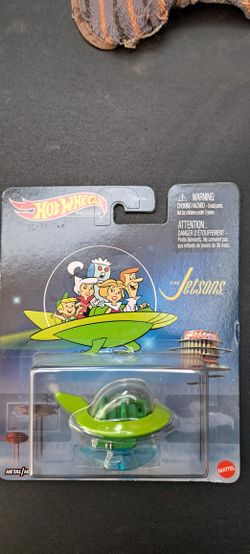 HOT WHEELS
WARNING:
CHOKING HAZARD - Small parts.
Not for children under 3 years.
ATTENTION :
DANGER D'ÉTOUFFEMENT -
Petits éléments. Ne convient pas
aux enfants de moins de 36 mois.
THE Jetsons
METAL/M
MATTEL